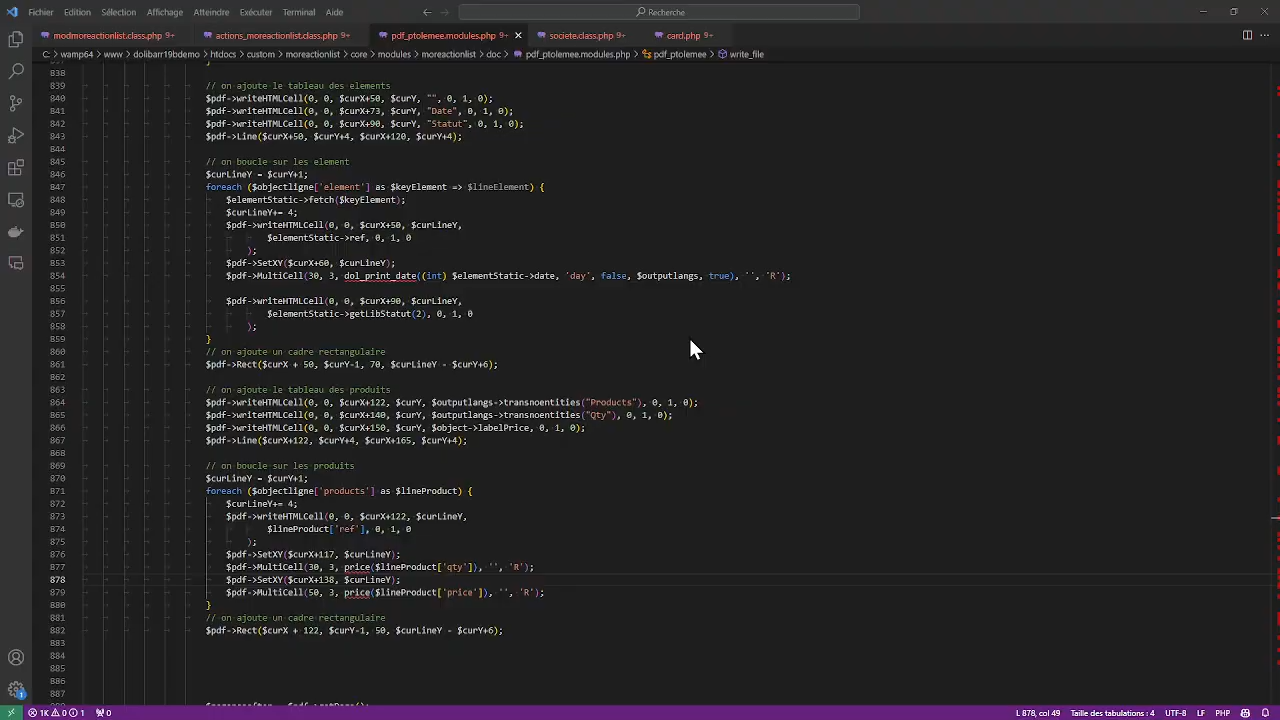 Fichier Édition Sélection Affichage Atteindre Exécuter Terminal Aide
Recherche
modmoreactionlist.class.php 9+
actions_moreactionlist.class.php
pdf_ptolemee.modules.php 9+
societe.class.php 9+
card.php 9+
C: > wamp64 > www > dolibarr19bdemo > htdocs > custom > moreactionlist > core > modules > moreactionlist > doc > pdf_ptolemee.modules.php > pdf_ptolemee > write_file
838
839 // on ajoute le tableau des elements
840 $pdf->writeHTMLCell(0, 0, $curX+50, $curY, "", 0, 1, 0);
841 $pdf->writeHTMLCell(0, 0, $curX+73, $curY, "Date", 0, 1, 0);
842 $pdf->writeHTMLCell(0, 0, $curX+90, $curY, "Statut", 0, 1, 0);
843 $pdf->Line($curX+50, $curY+4, $curX+120, $curY+4);
844
845 // on boucle sur les element
846 $curLineY = $curY+1;
847 foreach ($objectligne['element'] as $keyElement => $lineElement) {
848 $elementStatic->fetch($keyElement);
849 $curLineY+= 4;
850 $pdf->writeHTMLCell(0, 0, $curX+50, $curLineY,
851 $elementStatic->ref, 0, 1, 0
852 );
853 $pdf->SetXY($curX+60, $curLineY);
854 $pdf->MultiCell(30, 3, dol_print_date((int) $elementStatic->date, 'day', false, $outputlangs, true), '', 'R');
855
856 $pdf->writeHTMLCell(0, 0, $curX+90, $curLineY,
857 $elementStatic->getLibStatut(2), 0, 1, 0
858 );
859 }
860 // on ajoute un cadre rectangulaire
861 $pdf->Rect($curX + 50, $curY-1, 70, $curLineY - $curY+6);
862
863 // on ajoute le tableau des produits
864 $pdf->writeHTMLCell(0, 0, $curX+122, $curY, $outputlangs->transnoentities("Products"), 0, 1, 0);
865 $pdf->writeHTMLCell(0, 0, $curX+140, $curY, $outputlangs->transnoentities("Qty"), 0, 1, 0);
866 $pdf->writeHTMLCell(0, 0, $curX+150, $curY, $object->labelPrice, 0, 1, 0);
867 $pdf->Line($curX+122, $curY+4, $curX+165, $curY+4);
868
869 // on boucle sur les produits
870 $curLineY = $curY+1;
871 foreach ($objectligne['products'] as $lineProduct) {
872 $curLineY+= 4;
873 $pdf->writeHTMLCell(0, 0, $curX+122, $curLineY,
874 $lineProduct['ref'], 0, 1, 0
875 );
876 $pdf->SetXY($curX+117, $curLineY);
877 $pdf->MultiCell(30, 3, price($lineProduct['qty']), '', 'R');
878 $pdf->SetXY($curX+138, $curLineY);
879 $pdf->MultiCell(50, 3, price($lineProduct['price']), '', 'R');
880 }
881 // on ajoute un cadre rectangulaire
882 $pdf->Rect($curX + 122, $curY-1, 50, $curLineY - $curY+6);
883
884
885
886
887
1
1K 0 1 0
L 878, col 49 Taille des tabulations : 4 UTF-8 LF PHP